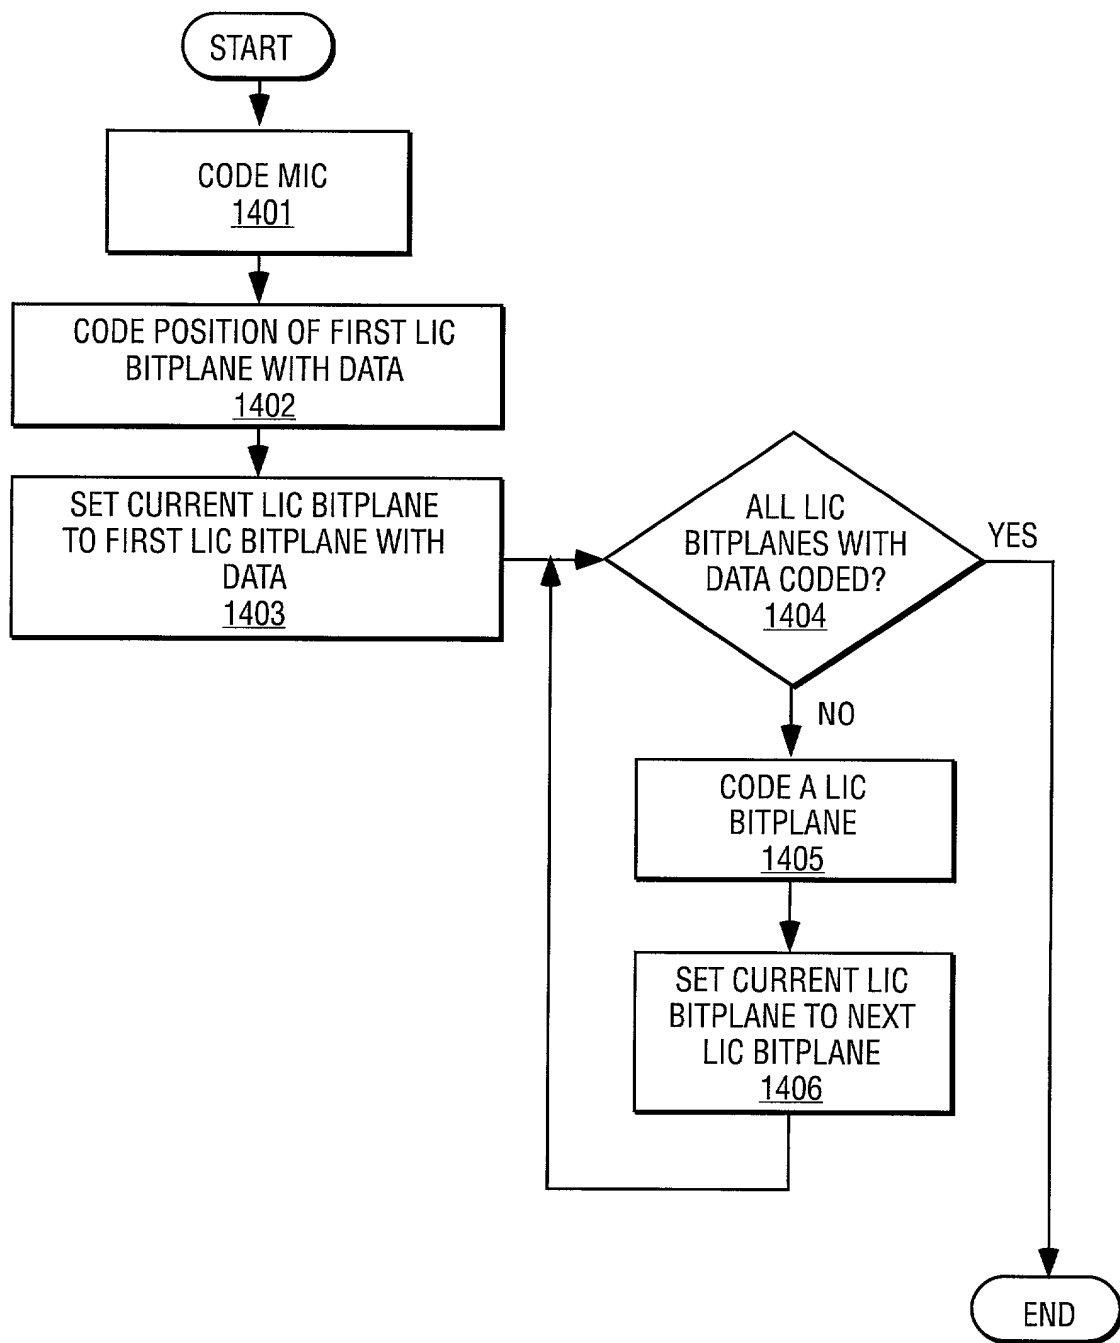 START
CODE MIC
1401
CODE POSITION OF FIRST LIC
BITPLANE WITH DATA
1402
SET CURRENT LIC BITPLANE
TO FIRST LIC BITPLANE WITH
DATA
1403
ALL LIC
BITPLANES WITH
DATA CODED?
1404
YES
NO
CODE A LIC
BITPLANE
1405
SET CURRENT LIC
BITPLANE TO NEXT
LIC BITPLANE
1406
END